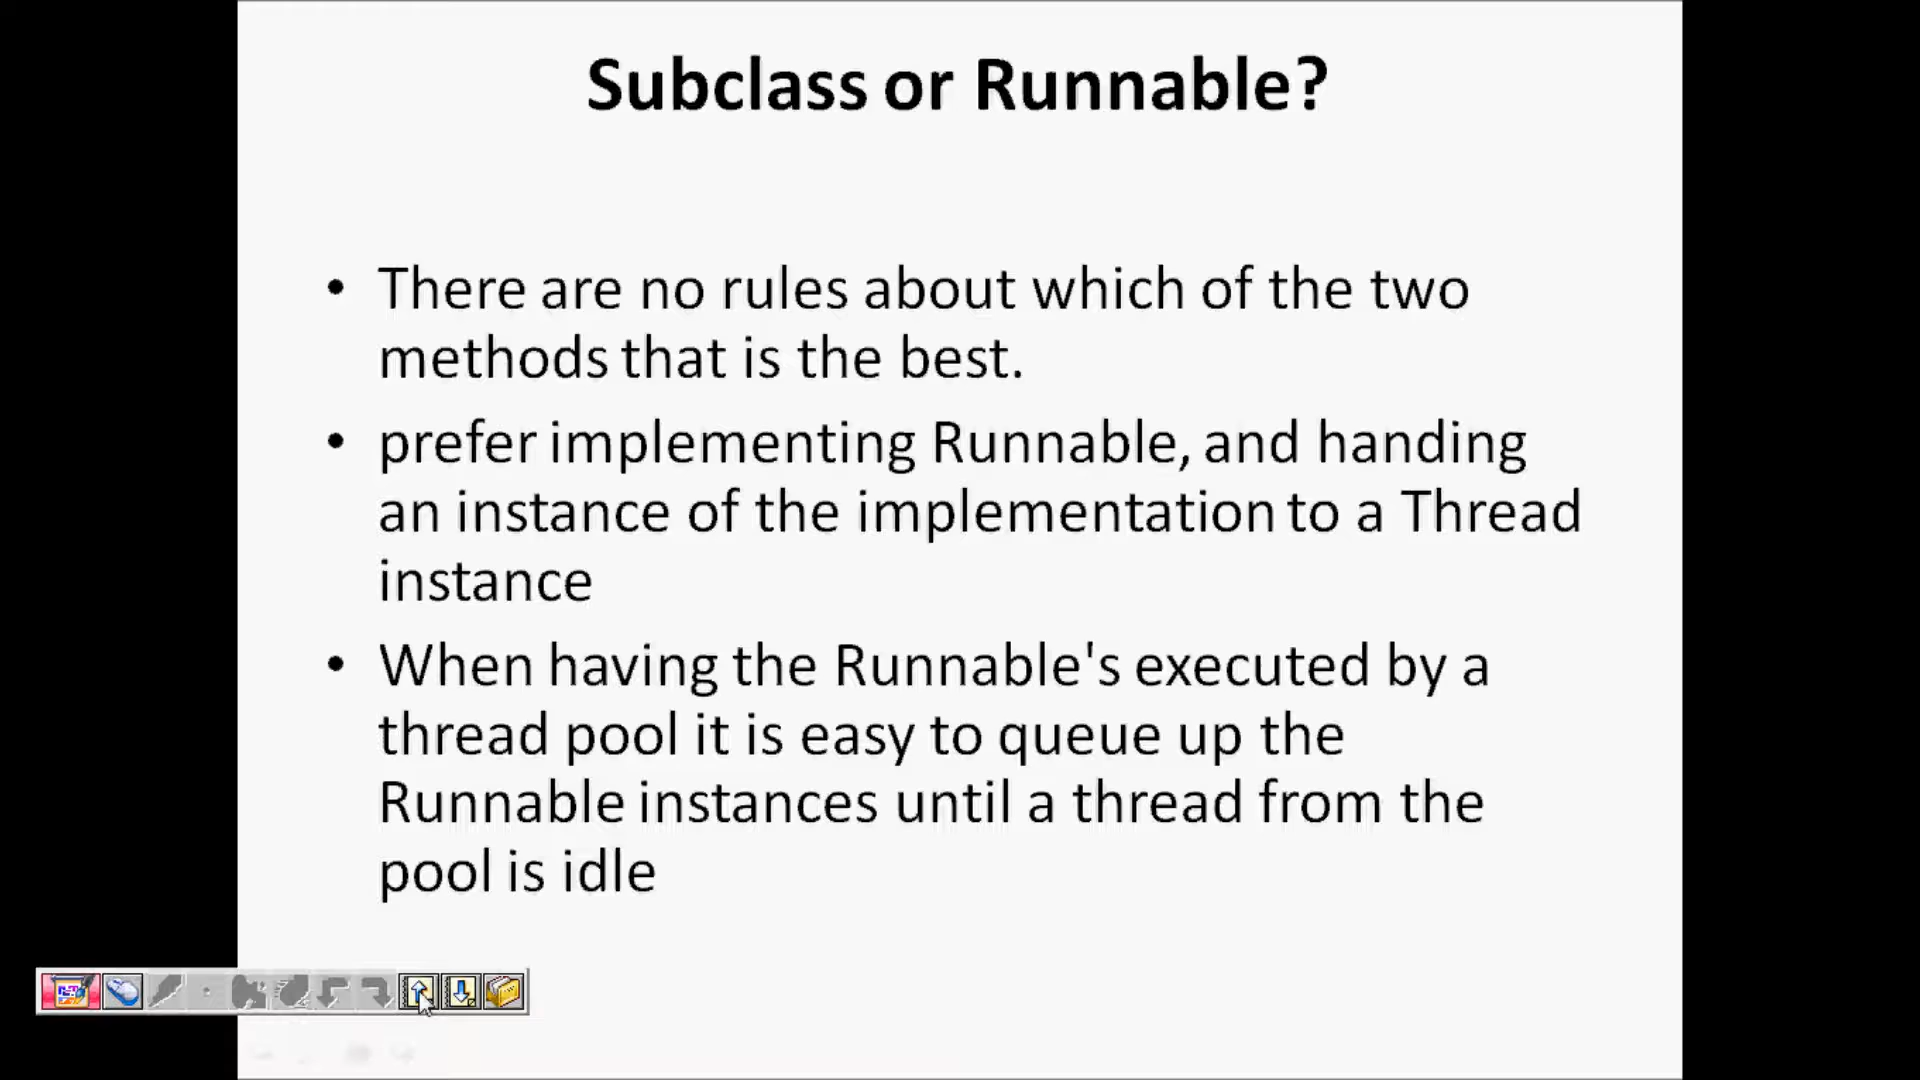 Subclass or Runnable?
• There are no rules about which of the two
methods that is the best.
• prefer implementing Runnable, and handing
an instance of the implementation to a Thread
instance
• When having the Runnable's executed by a
thread pool it is easy to queue up the
Runnable instances until a thread from the
pool is idle